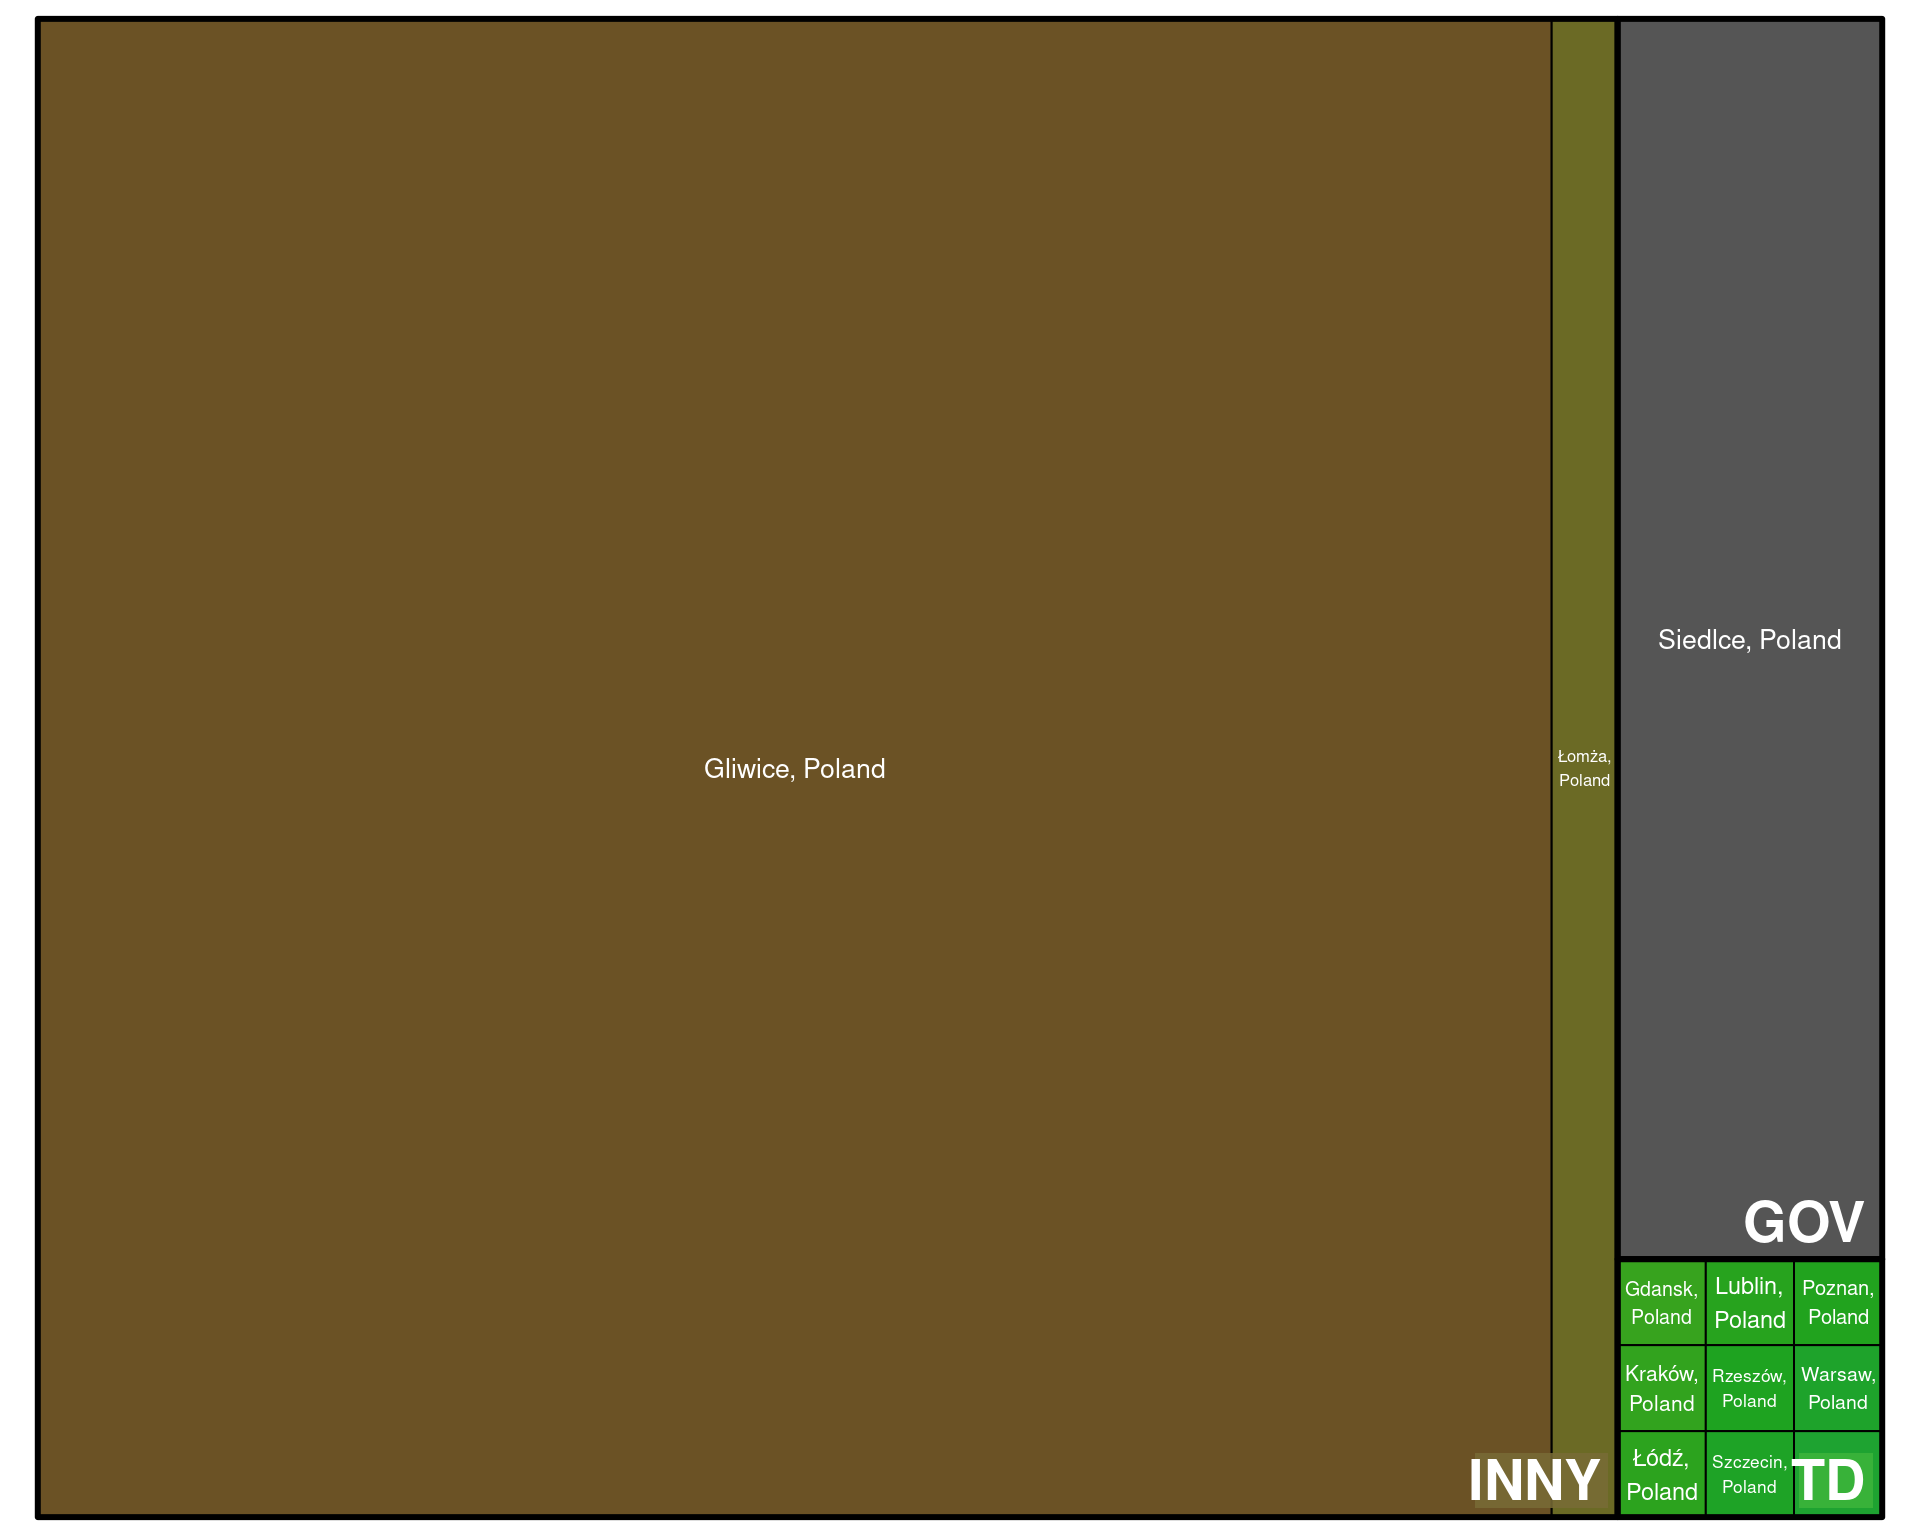 Gliwice, Poland
Łomża,
Poland
INNY
Siedlce, Poland
GOV
Gdansk,
Poland
Lublin,
Poland
Poznan,
Poland
Kraków,
Poland
Rzeszów,
Poland
Warsaw,
Poland
Łódź,
Poland
Szczecin,
Poland
TD